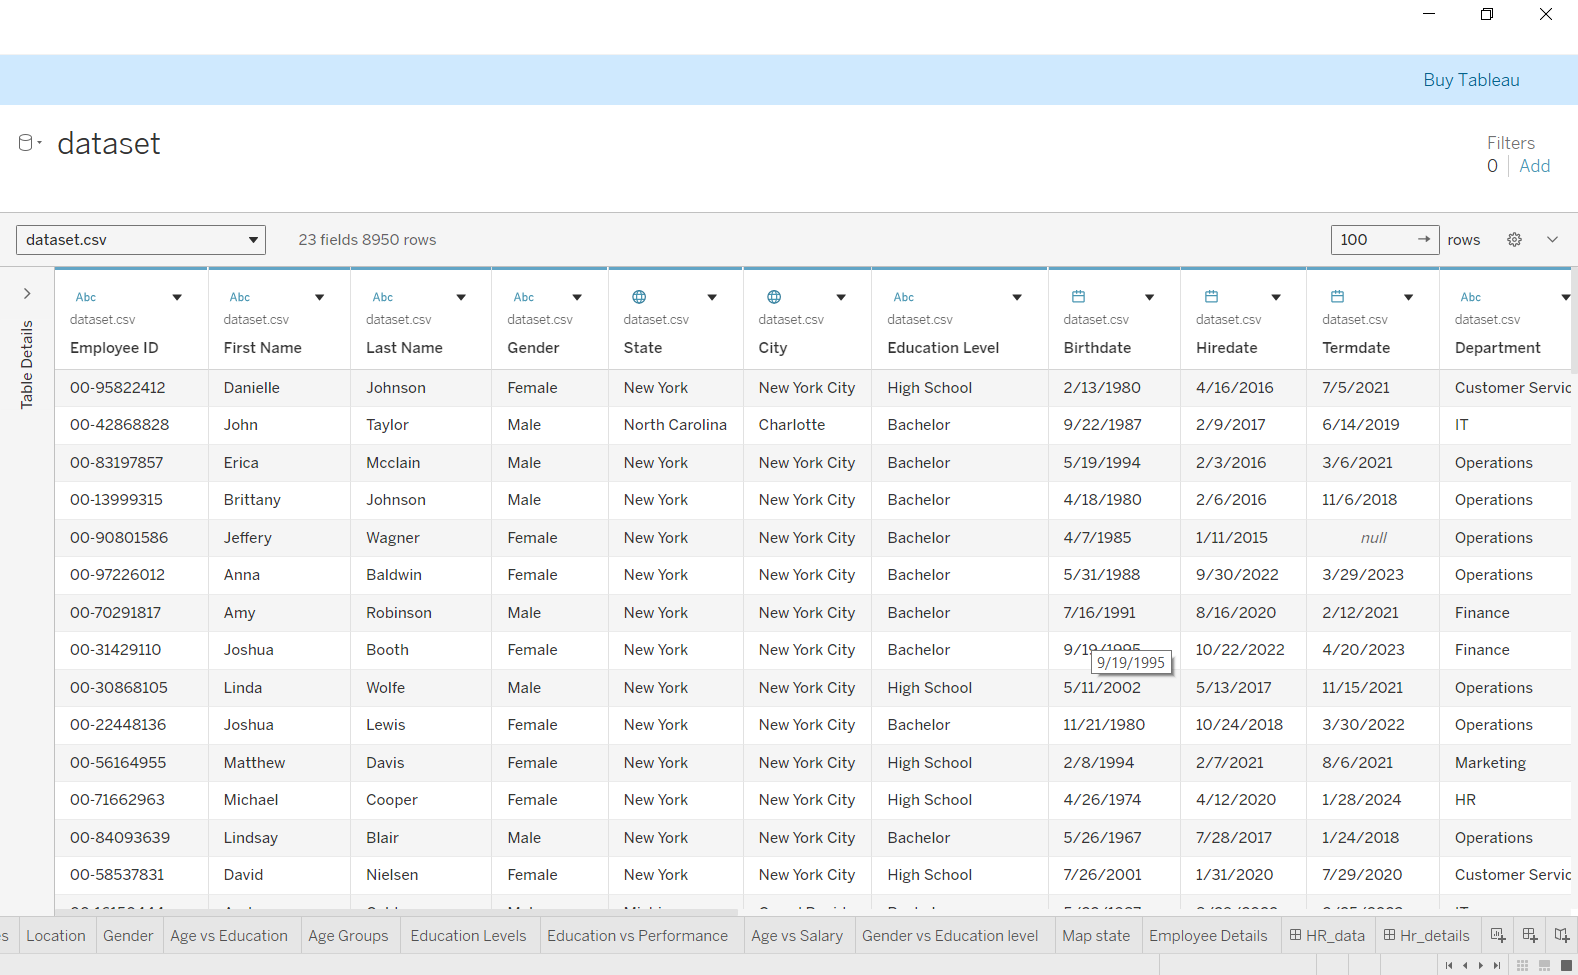 Buy Tableau
dataset
Filters
0 Add
dataset.csv 23 fields 8950 rows 100 → rows
Table Details
Abc Abc Abc Abc Abc Abc
dataset.csv dataset.csv dataset.csv dataset.csv dataset.csv dataset.csv dataset.csv dataset.csv dataset.csv dataset.csv dataset.csv
Employee ID First Name Last Name Gender State City Education Level Birthdate Hiredate Termdate Department
00-95822412 Danielle Johnson Female New York New York City High School 2/13/1980 4/16/2016 7/5/2021 Customer Servic
00-42868828 John Taylor Male North Carolina Charlotte Bachelor 9/22/1987 2/9/2017 6/14/2019 IT
00-83197857 Erica Mcclain Male New York New York City Bachelor 5/19/1994 2/3/2016 3/6/2021 Operations
00-13999315 Brittany Johnson Male New York New York City Bachelor 4/18/1980 2/6/2016 11/6/2018 Operations
00-90801586 Jeffery Wagner Female New York New York City Bachelor 4/7/1985 1/11/2015 null Operations
00-97226012 Anna Baldwin Female New York New York City Bachelor 5/31/1988 9/30/2022 3/29/2023 Operations
00-70291817 Amy Robinson Male New York New York City Bachelor 7/16/1991 8/16/2020 2/12/2021 Finance
00-31429110 Joshua Booth Female New York New York City Bachelor 9/19/1995 10/22/2022 4/20/2023 Finance
9/19/1995
00-30868105 Linda Wolfe Male New York New York City High School 5/11/2002 5/13/2017 11/15/2021 Operations
00-22448136 Joshua Lewis Female New York New York City Bachelor 11/21/1980 10/24/2018 3/30/2022 Operations
00-56164955 Matthew Davis Female New York New York City High School 2/8/1994 2/7/2021 8/6/2021 Marketing
00-71662963 Michael Cooper Female New York New York City High School 4/26/1974 4/12/2020 1/28/2024 HR
00-84093639 Lindsay Blair Male New York New York City Bachelor 5/26/1967 7/28/2017 1/24/2018 Operations
00-58537831 David Nielsen Female New York New York City High School 7/26/2001 1/31/2020 7/29/2020 Customer Servic
Location Gender Age vs Education Age Groups Education Levels Education vs Performance Age vs Salary Gender vs Education level Map state Employee Details HR_data Hr_details